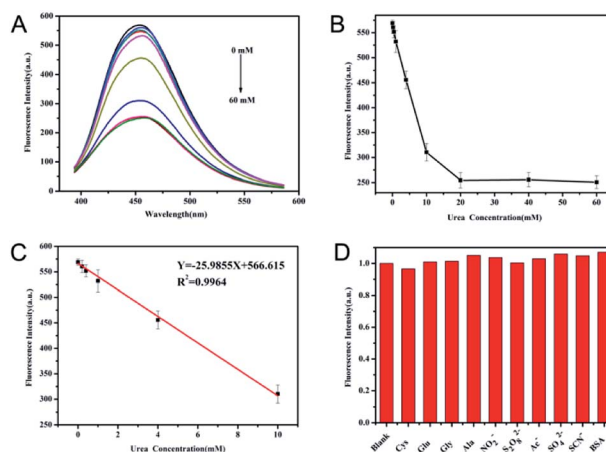 A
Fluorescence Intensity(a.u.)
600
500
400
300
200
100
0
0 mM
60 mM
400
450
500
550
600
Wavelength(nm)
B
Fluorescence Intensity(a.u.)
550
500
450
400
350
300
250
0
10
20
30
40
50
60
Urea Concentration(mM)
C
Fluorescence Intensity(a.u.)
600
550
500
450
400
350
300
250
Y=-25.9855X+566.615
R²=0.9964
0
2
4
6
8
10
Urea Concentration(mM)
D
Fluorescence Intensity(a.u.)
1.0
0.8
0.6
0.4
0.2
0.0
Blank
Cys
Glu
Gly
Ala
NO₂⁻
S₂O₈²⁻
Ac⁻
SO₄²⁻
SCN⁻
BSA